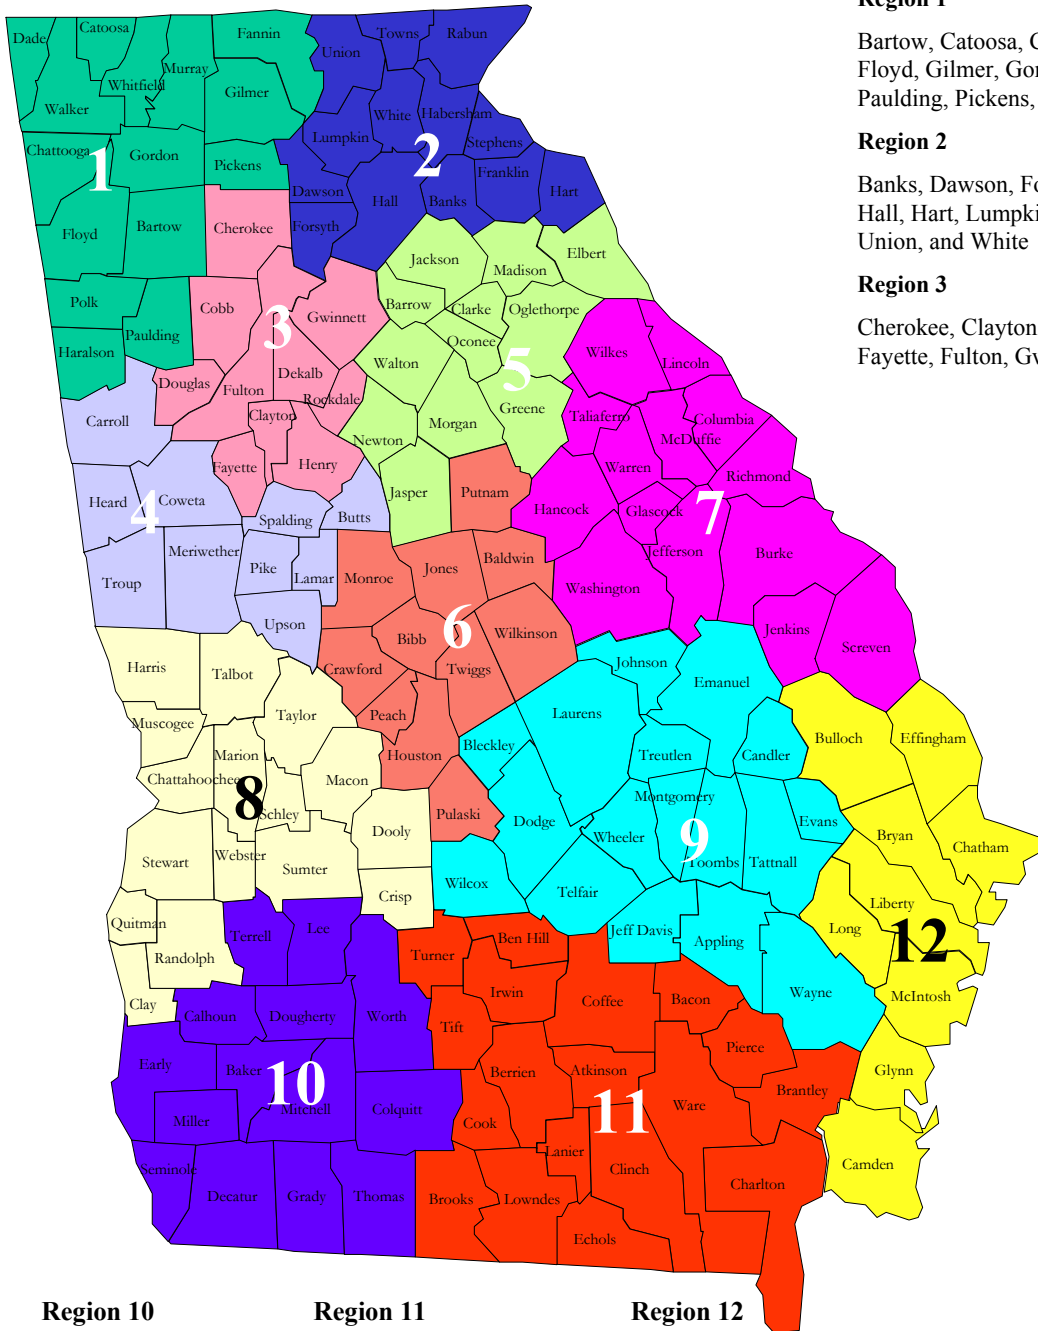 Region 1
Bartow, Catoosa, C
Floyd, Gilmer, Gor
Paulding, Pickens,
Region 2
Banks, Dawson, Fo
Hall, Hart, Lumpki
Union, and White
Region 3
Cherokee, Clayton
Fayette, Fulton, Gw
Dade
Catoosa
Fannin
Union
Towns
Rabun
Murray
Whitfield
Gilmer
Walker
White
Habersham
Lumpkin
Stephens
Chattooga
Gordon
Pickens
1
2
Franklin
Dawson
Hall
Banks
Hart
Floyd
Bartow
Cherokee
Forsyth
Jackson
Madison
Elbert
Polk
Cobb
Gwinnett
Barrow
Clarke
Oglethorpe
3
Paulding
Oconee
Haralson
Walton
Wilkes
Lincoln
Douglas
Fulton
Dekalb
5
Rockdale
Greene
Carroll
Clayton
Morgan
Taliaferro
Columbia
McDuffie
Newton
Fayette
Henry
Warren
Richmond
Heard
Coweta
Jasper
Putnam
4
Spalding
Butts
Hancock
Glascock
7
Meriwether
Jefferson
Burke
Troup
Pike
Lamar
Monroe
Jones
Baldwin
Washington
Upson
Bibb
6
Wilkinson
Jenkins
Screven
Harris
Talbot
Crawford
Twiggs
Johnson
Emanuel
Muscogee
Taylor
Peach
Laurens
Marion
Houston
Bleckley
Treutlen
Candler
Bulloch
Effingham
Chattahoochee
Macon
8
Schley
Pulaski
Montgomery
Dooly
Dodge
Wheeler
9
Evans
Bryan
Chatham
Stewart
Webster
Sumter
Toombs
Tattnall
Crisp
Wilcox
Telfair
Liberty
Quitman
Terrell
Lee
Long
12
Randolph
Turner
Ben Hill
Jeff Davis
Appling
Clay
Calhoun
Dougherty
Worth
Irwin
Coffee
Bacon
Wayne
McIntosh
Tift
Pierce
Early
Baker
10
Berrien
Atkinson
Glynn
Miller
Mitchell
Colquitt
Cook
11
Ware
Brantley
Seminole
Lanier
Clinch
Camden
Decatur
Grady
Thomas
Brooks
Lowndes
Charlton
Echols
Region 10
Region 11
Region 12